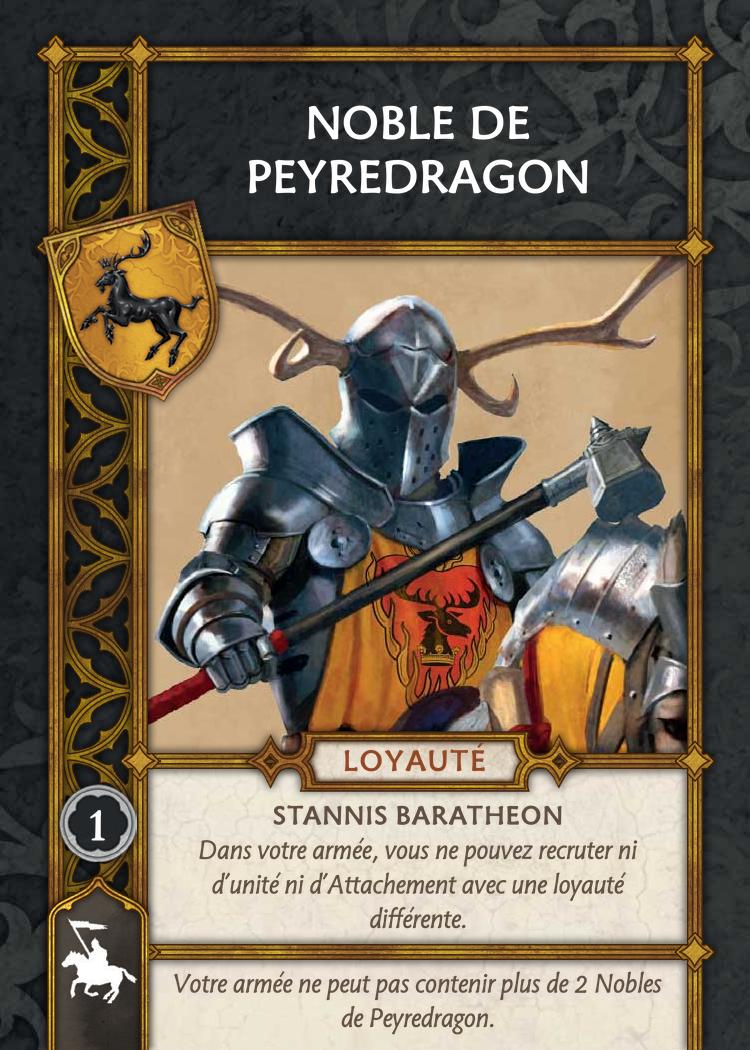 NOBLE DE
PEYREDRAGON
LOYAUTÉ
STANNIS BARATHEON
Dans votre armée, vous ne pouvez recruter ni
d'unité ni d'Attachement avec une loyauté
différente.
1
Votre armée ne peut pas contenir plus de 2 Nobles
de Peyredragon.